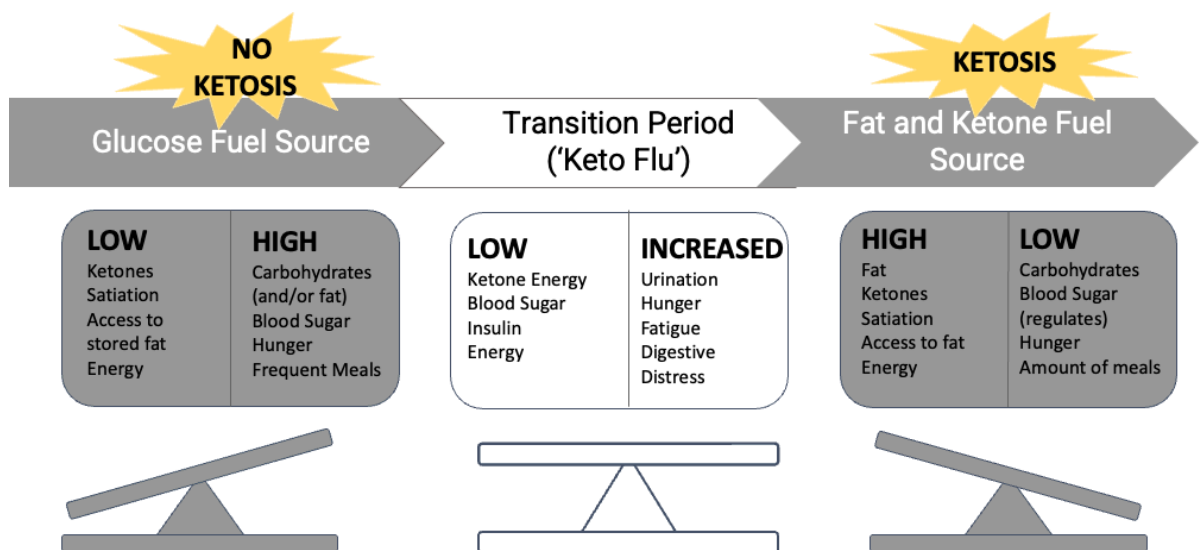 NO
KETOSIS
Glucose Fuel Source
Transition Period
(‘Keto Flu’)
KETOSIS
Fat and Ketone Fuel
Source
LOW
Ketones
Satiation
Access to
stored fat
Energy
HIGH
Carbohydrates
(and/or fat)
Blood Sugar
Hunger
Frequent Meals
LOW
Ketone Energy
Blood Sugar
Insulin
Energy
INCREASED
Urination
Hunger
Fatigue
Digestive
Distress
HIGH
Fat
Ketones
Satiation
Access to fat
Energy
LOW
Carbohydrates
Blood Sugar
(regulates)
Hunger
Amount of meals